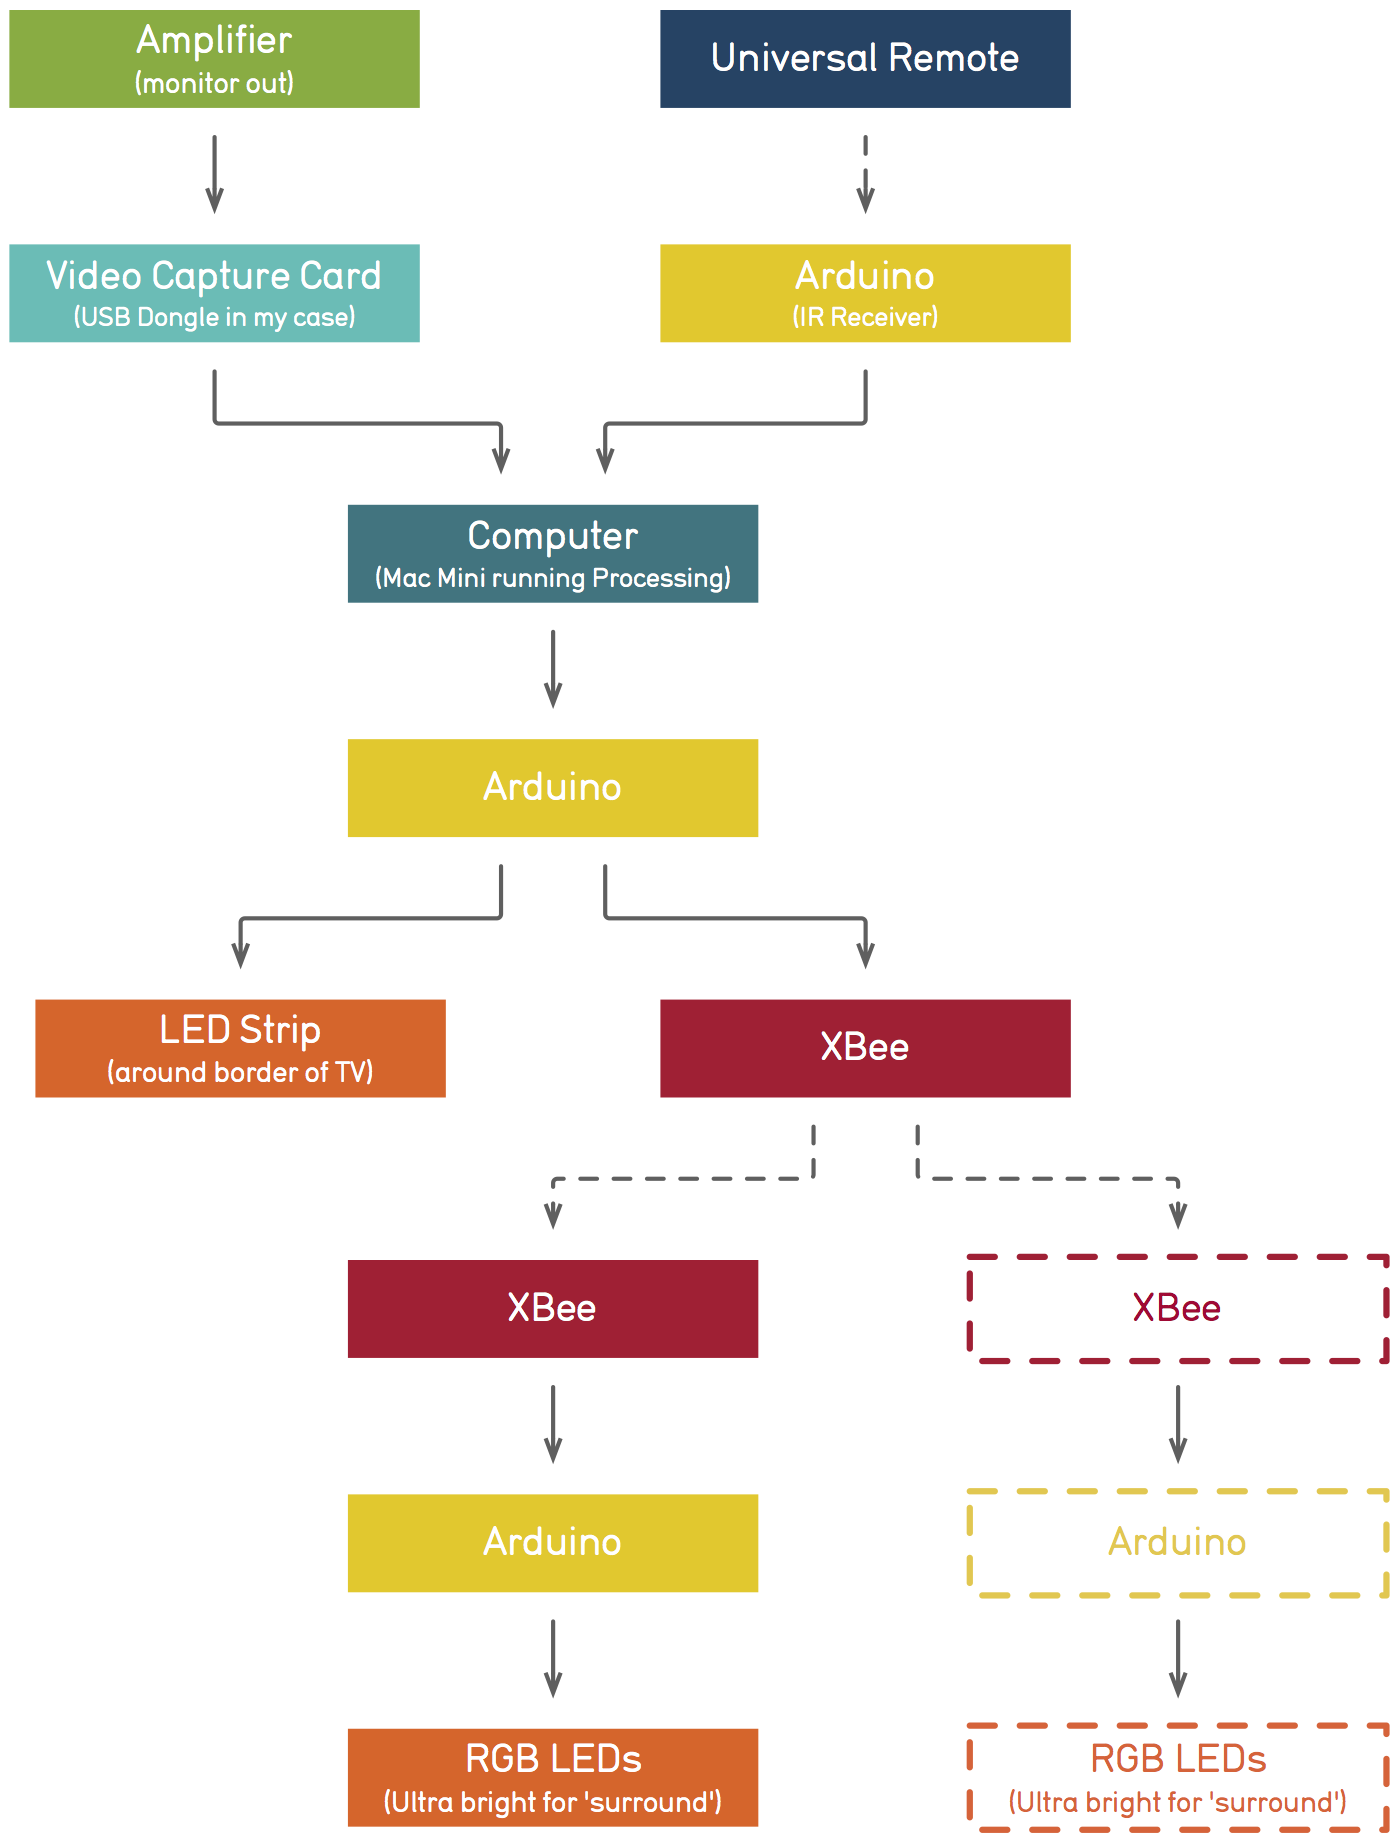 Amplifier
(monitor out)
Universal Remote
Video Capture Card
(USB Dongle in my case)
Arduino
(IR Receiver)
Computer
(Mac Mini running Processing)
Arduino
LED Strip
(around border of TV)
XBee
XBee
XBee
Arduino
Arduino
RGB LEDs
(Ultra bright for 'surround')
RGB LEDs
(Ultra bright for 'surround')